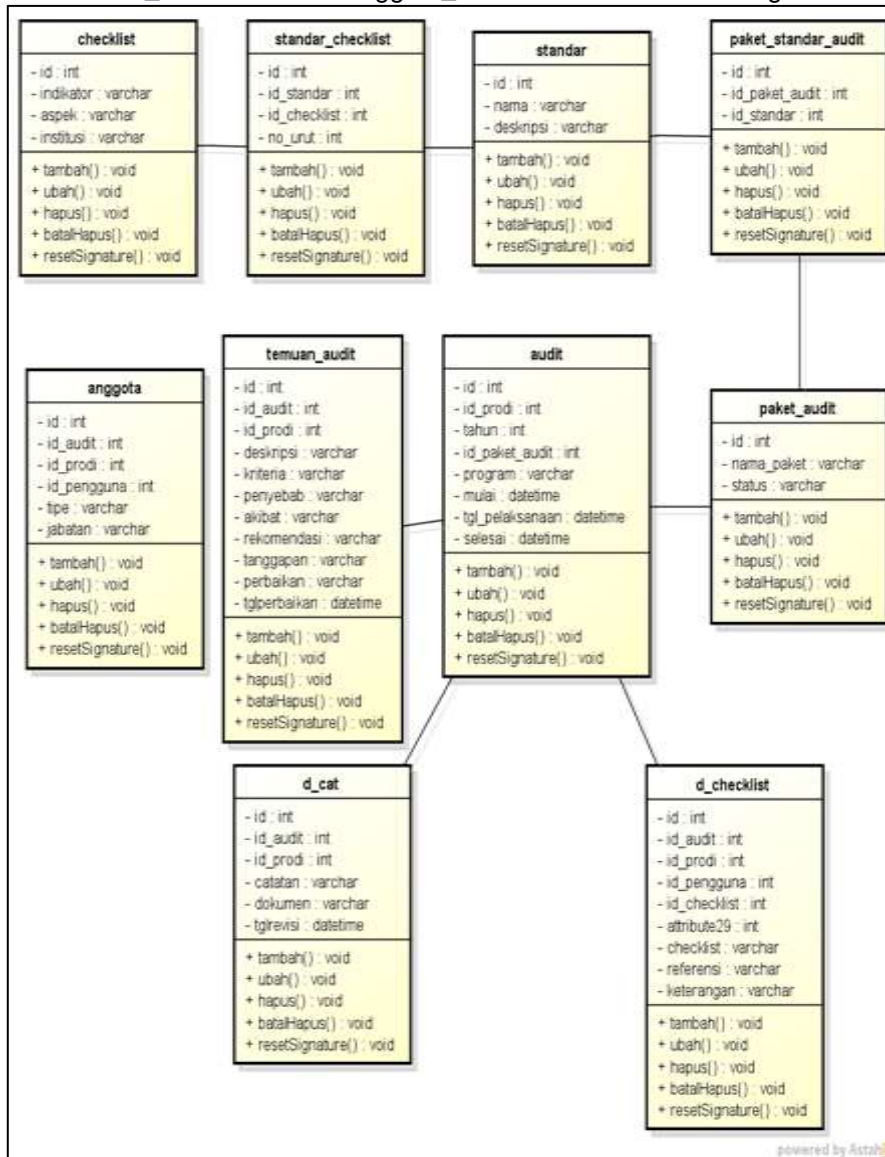 checklist
- id : int
- indikator : varchar
- aspek : varchar
- institusi : varchar
+ tambah() : void
+ ubah() : void
+ hapus() : void
+ batalHapus() : void
+ resetSignature() : void
standar_checklist
- id : int
- id_standar : int
- id_checklist : int
- no_urut : int
+ tambah() : void
+ ubah() : void
+ hapus() : void
+ batalHapus() : void
+ resetSignature() : void
standar
- id : int
- nama : varchar
- deskripsi : varchar
+ tambah() : void
+ ubah() : void
+ hapus() : void
+ batalHapus() : void
+ resetSignature() : void
paket_standar_audit
- id : int
- id_paket_audit : int
- id_standar : int
+ tambah() : void
+ ubah() : void
+ hapus() : void
+ batalHapus() : void
+ resetSignature() : void
anggota
- id : int
- id_audit : int
- id_prodi : int
- id_pengguna : int
- tipe : varchar
- jabatan : varchar
+ tambah() : void
+ ubah() : void
+ hapus() : void
+ batalHapus() : void
+ resetSignature() : void
temuan_audit
- id : int
- id_audit : int
- id_prodi : int
- deskripsi : varchar
- kriteria : varchar
- penyebab : varchar
- akibat : varchar
- rekomendasi : varchar
- tanggapan : varchar
- perbaikan : varchar
- tglperbaikan : datetime
+ tambah() : void
+ ubah() : void
+ hapus() : void
+ batalHapus() : void
+ resetSignature() : void
audit
- id : int
- id_prodi : int
- tahun : int
- id_paket_audit : int
- program : varchar
- mulai : datetime
- tgl_pelaksanaan : datetime
- selesai : datetime
+ tambah() : void
+ ubah() : void
+ hapus() : void
+ batalHapus() : void
+ resetSignature() : void
paket_audit
- id : int
- nama_paket : varchar
- status : varchar
+ tambah() : void
+ ubah() : void
+ hapus() : void
+ batalHapus() : void
+ resetSignature() : void
d_cat
- id : int
- id_audit : int
- id_prodi : int
- catatan : varchar
- dokumen : varchar
- tglrevisi : datetime
+ tambah() : void
+ ubah() : void
+ hapus() : void
+ batalHapus() : void
+ resetSignature() : void
d_checklist
- id : int
- id_audit : int
- id_prodi : int
- id_pengguna : int
- id_checklist : int
- attribute29 : int
- checklist : varchar
- referensi : varchar
- keterangan : varchar
+ tambah() : void
+ ubah() : void
+ hapus() : void
+ batalHapus() : void
+ resetSignature() : void
powered by Astah